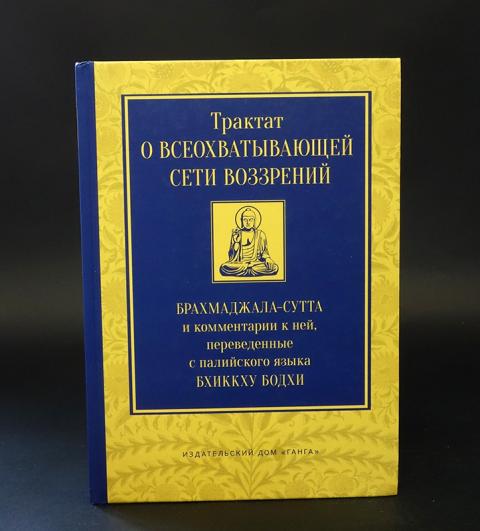 Трактат
О ВСЕОХВАТЫВАЮЩЕЙ
СЕТИ ВОЗЗРЕНИЙ
БРАХМАДЖАЛА-СУТТА
и комментарии к ней,
переведенные
с палийского языка
БХИККХУ БОДХИ
ИЗДАТЕЛЬСКИЙ ДОМ «ГАНГА»